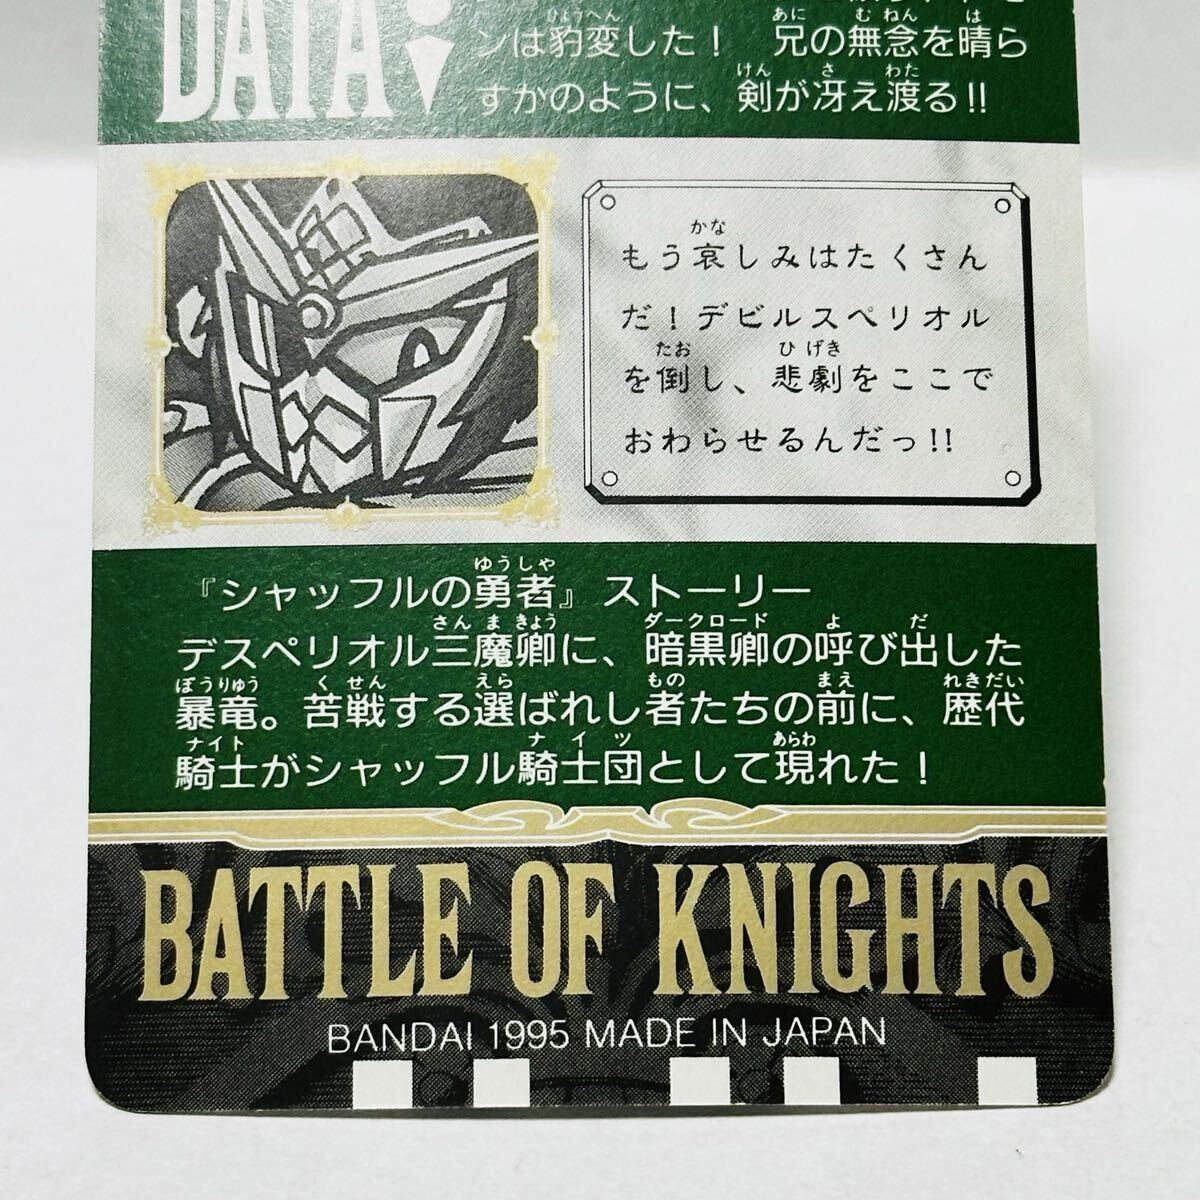 DATA
ンは豹変した! 兄の無念を晴ら
すかのように、剣が冴え渡る!!
もう哀しみはたくさん
だ!デビルスペリオル
を倒し、悲劇をここで
おわらせるんだっ!!
『シャッフルの勇者』ストーリー
デスペリオル三魔卿に、暗黒卿の呼び出した
暴竜。苦戦する選ばれし者たちの前に、歴代
騎士がシャッフル騎士団として現れた!
BATTLE OF KNIGHTS
BANDAI 1995 MADE IN JAPAN